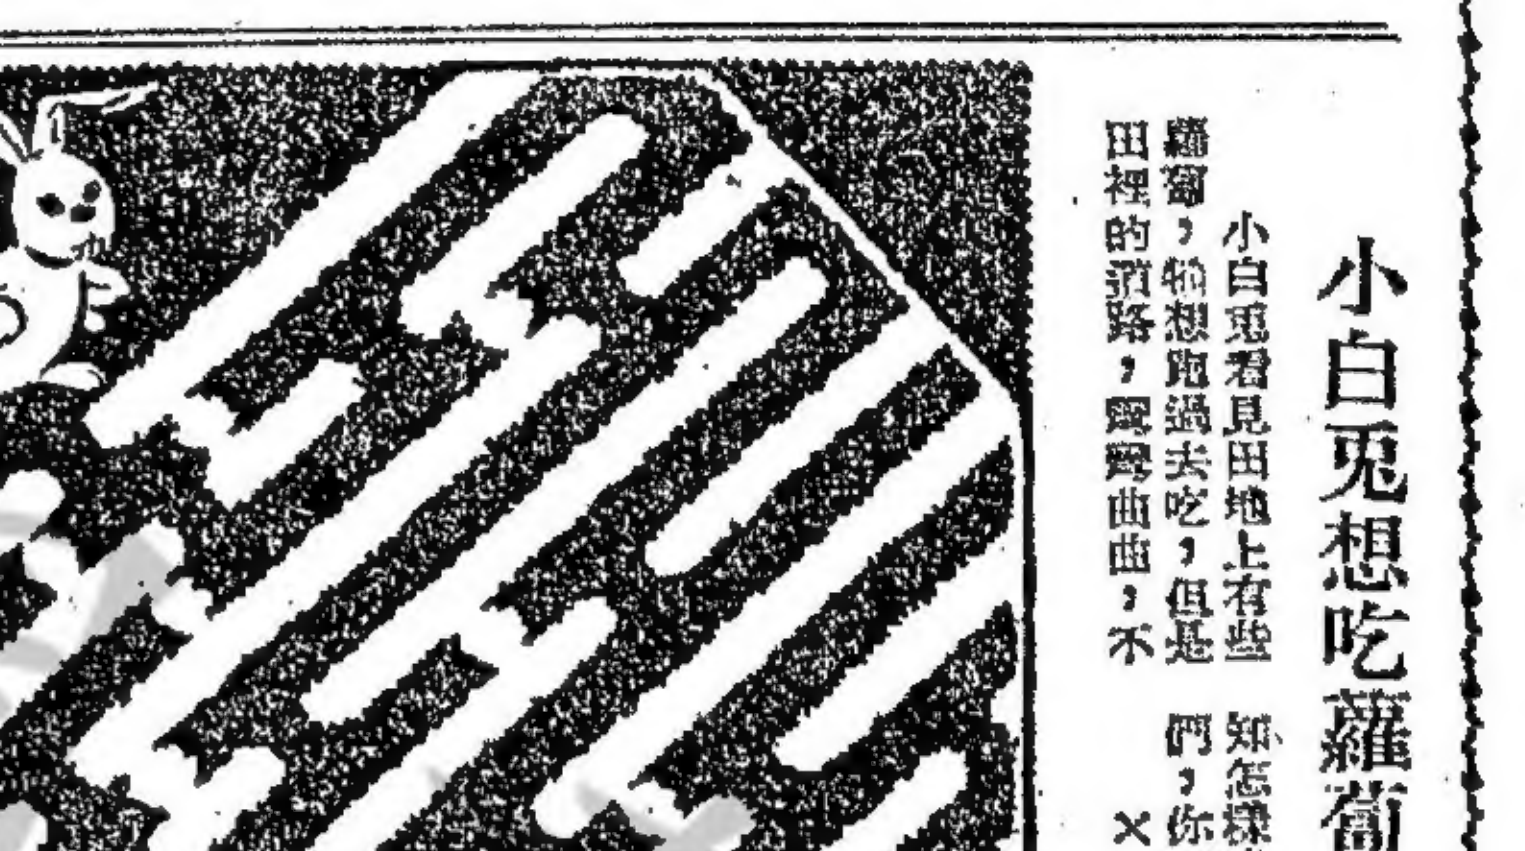 小白兎想吃蘿蔔
小白兎看見田地上有些
蘿蔔，牠想跑過去吃，但是
田裡的道路，彎彎曲曲，不
知怎樣
們，你